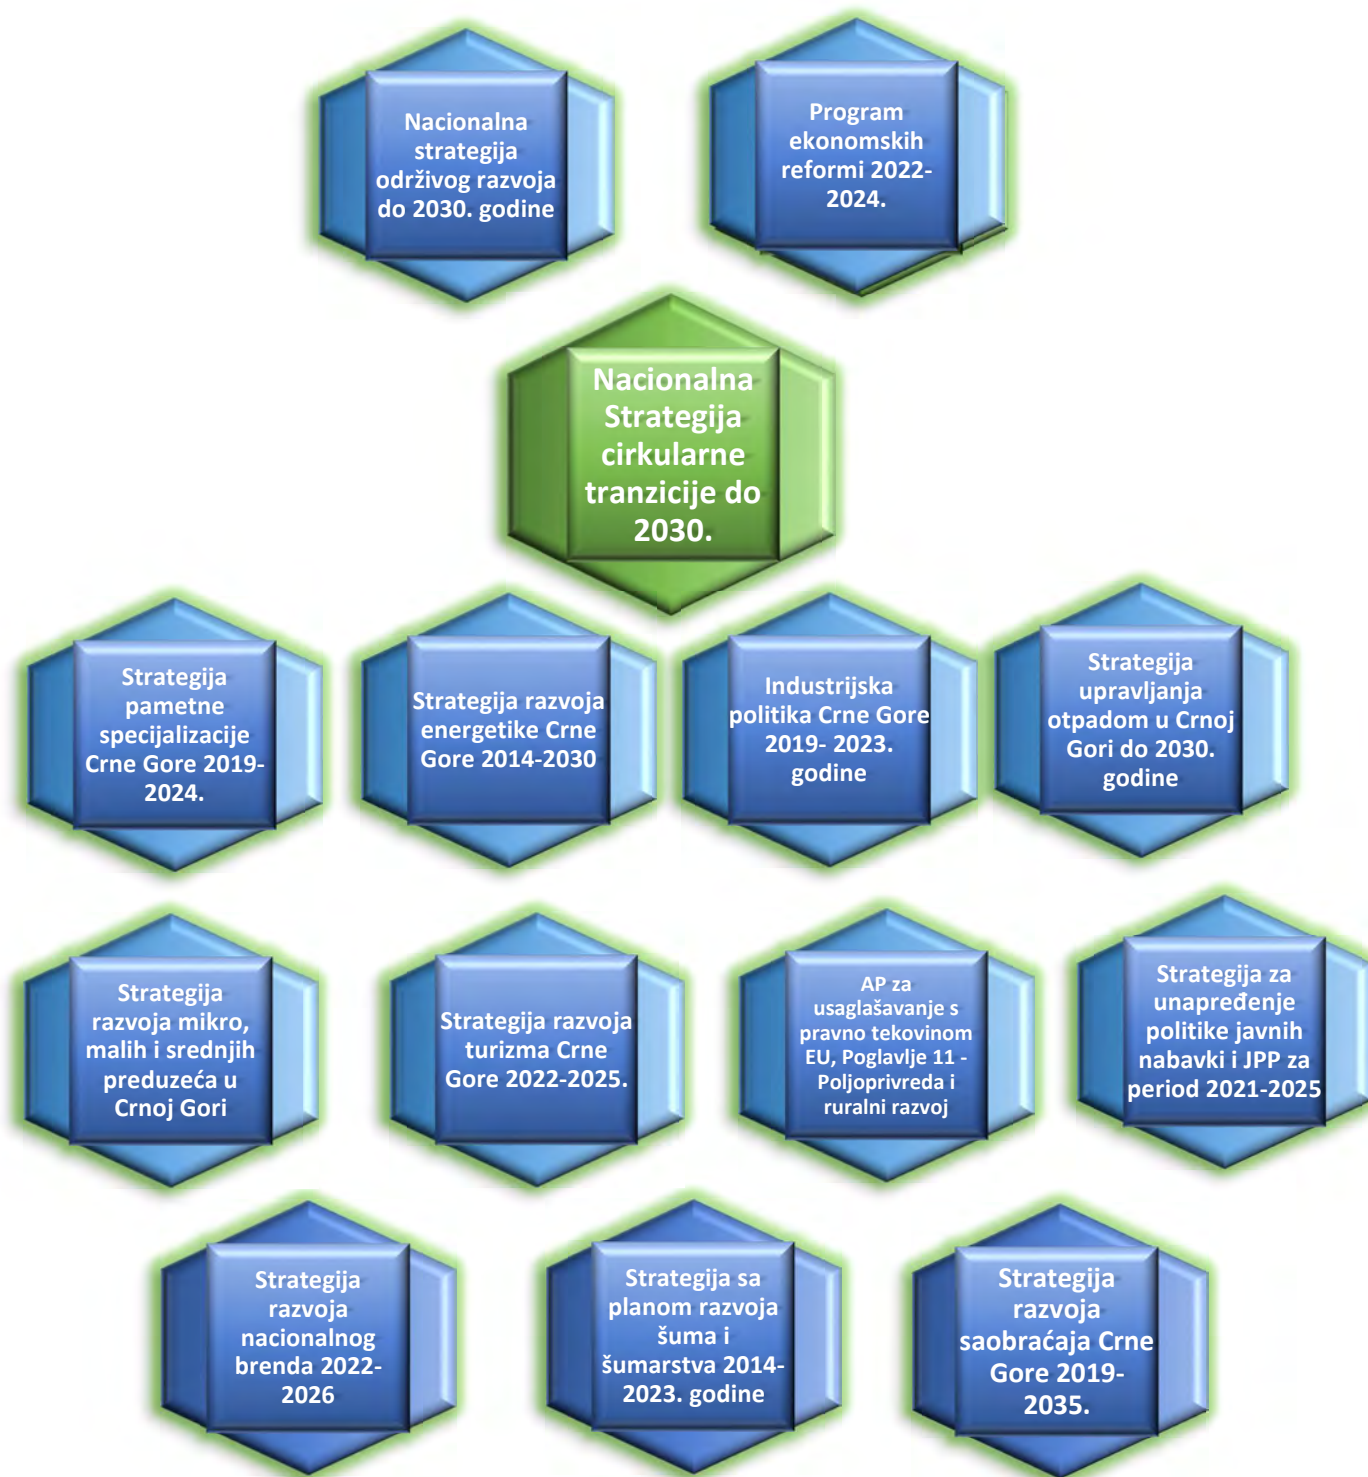 Nacionalna
strategija
održivog razvoja
do 2030. godine
Program
ekonomskih
reformi 2022-
2024.
Nacionalna
Strategija
cirkularne
tranzicije do
2030.
Strategija
pametne
specijalizacije
Crne Gore 2019-
2024.
Strategija razvoja
energetike Crne
Gore 2014-2030
Industrijska
politika Crne Gore
2019- 2023.
godine
Strategija
upravljanja
otpadom u Crnoj
Gori do 2030.
godine
Strategija
razvoja mikro,
malih i srednjih
preduzeća u
Crnoj Gori
Strategija razvoja
turizma Crne
Gore 2022-2025.
AP za
usaglašavanje s
pravno tekovinom
EU, Poglavlje 11 -
Poljoprivreda i
ruralni razvoj
Strategija za
unapređenje
politike javnih
nabavki i JPP za
period 2021-2025
Strategija
razvoja
nacionalnog
brenda 2022-
2026
Strategija sa
planom razvoja
šuma i
šumarstva 2014-
2023. godine
Strategija
razvoja
saobraćaja Crne
Gore 2019-
2035.